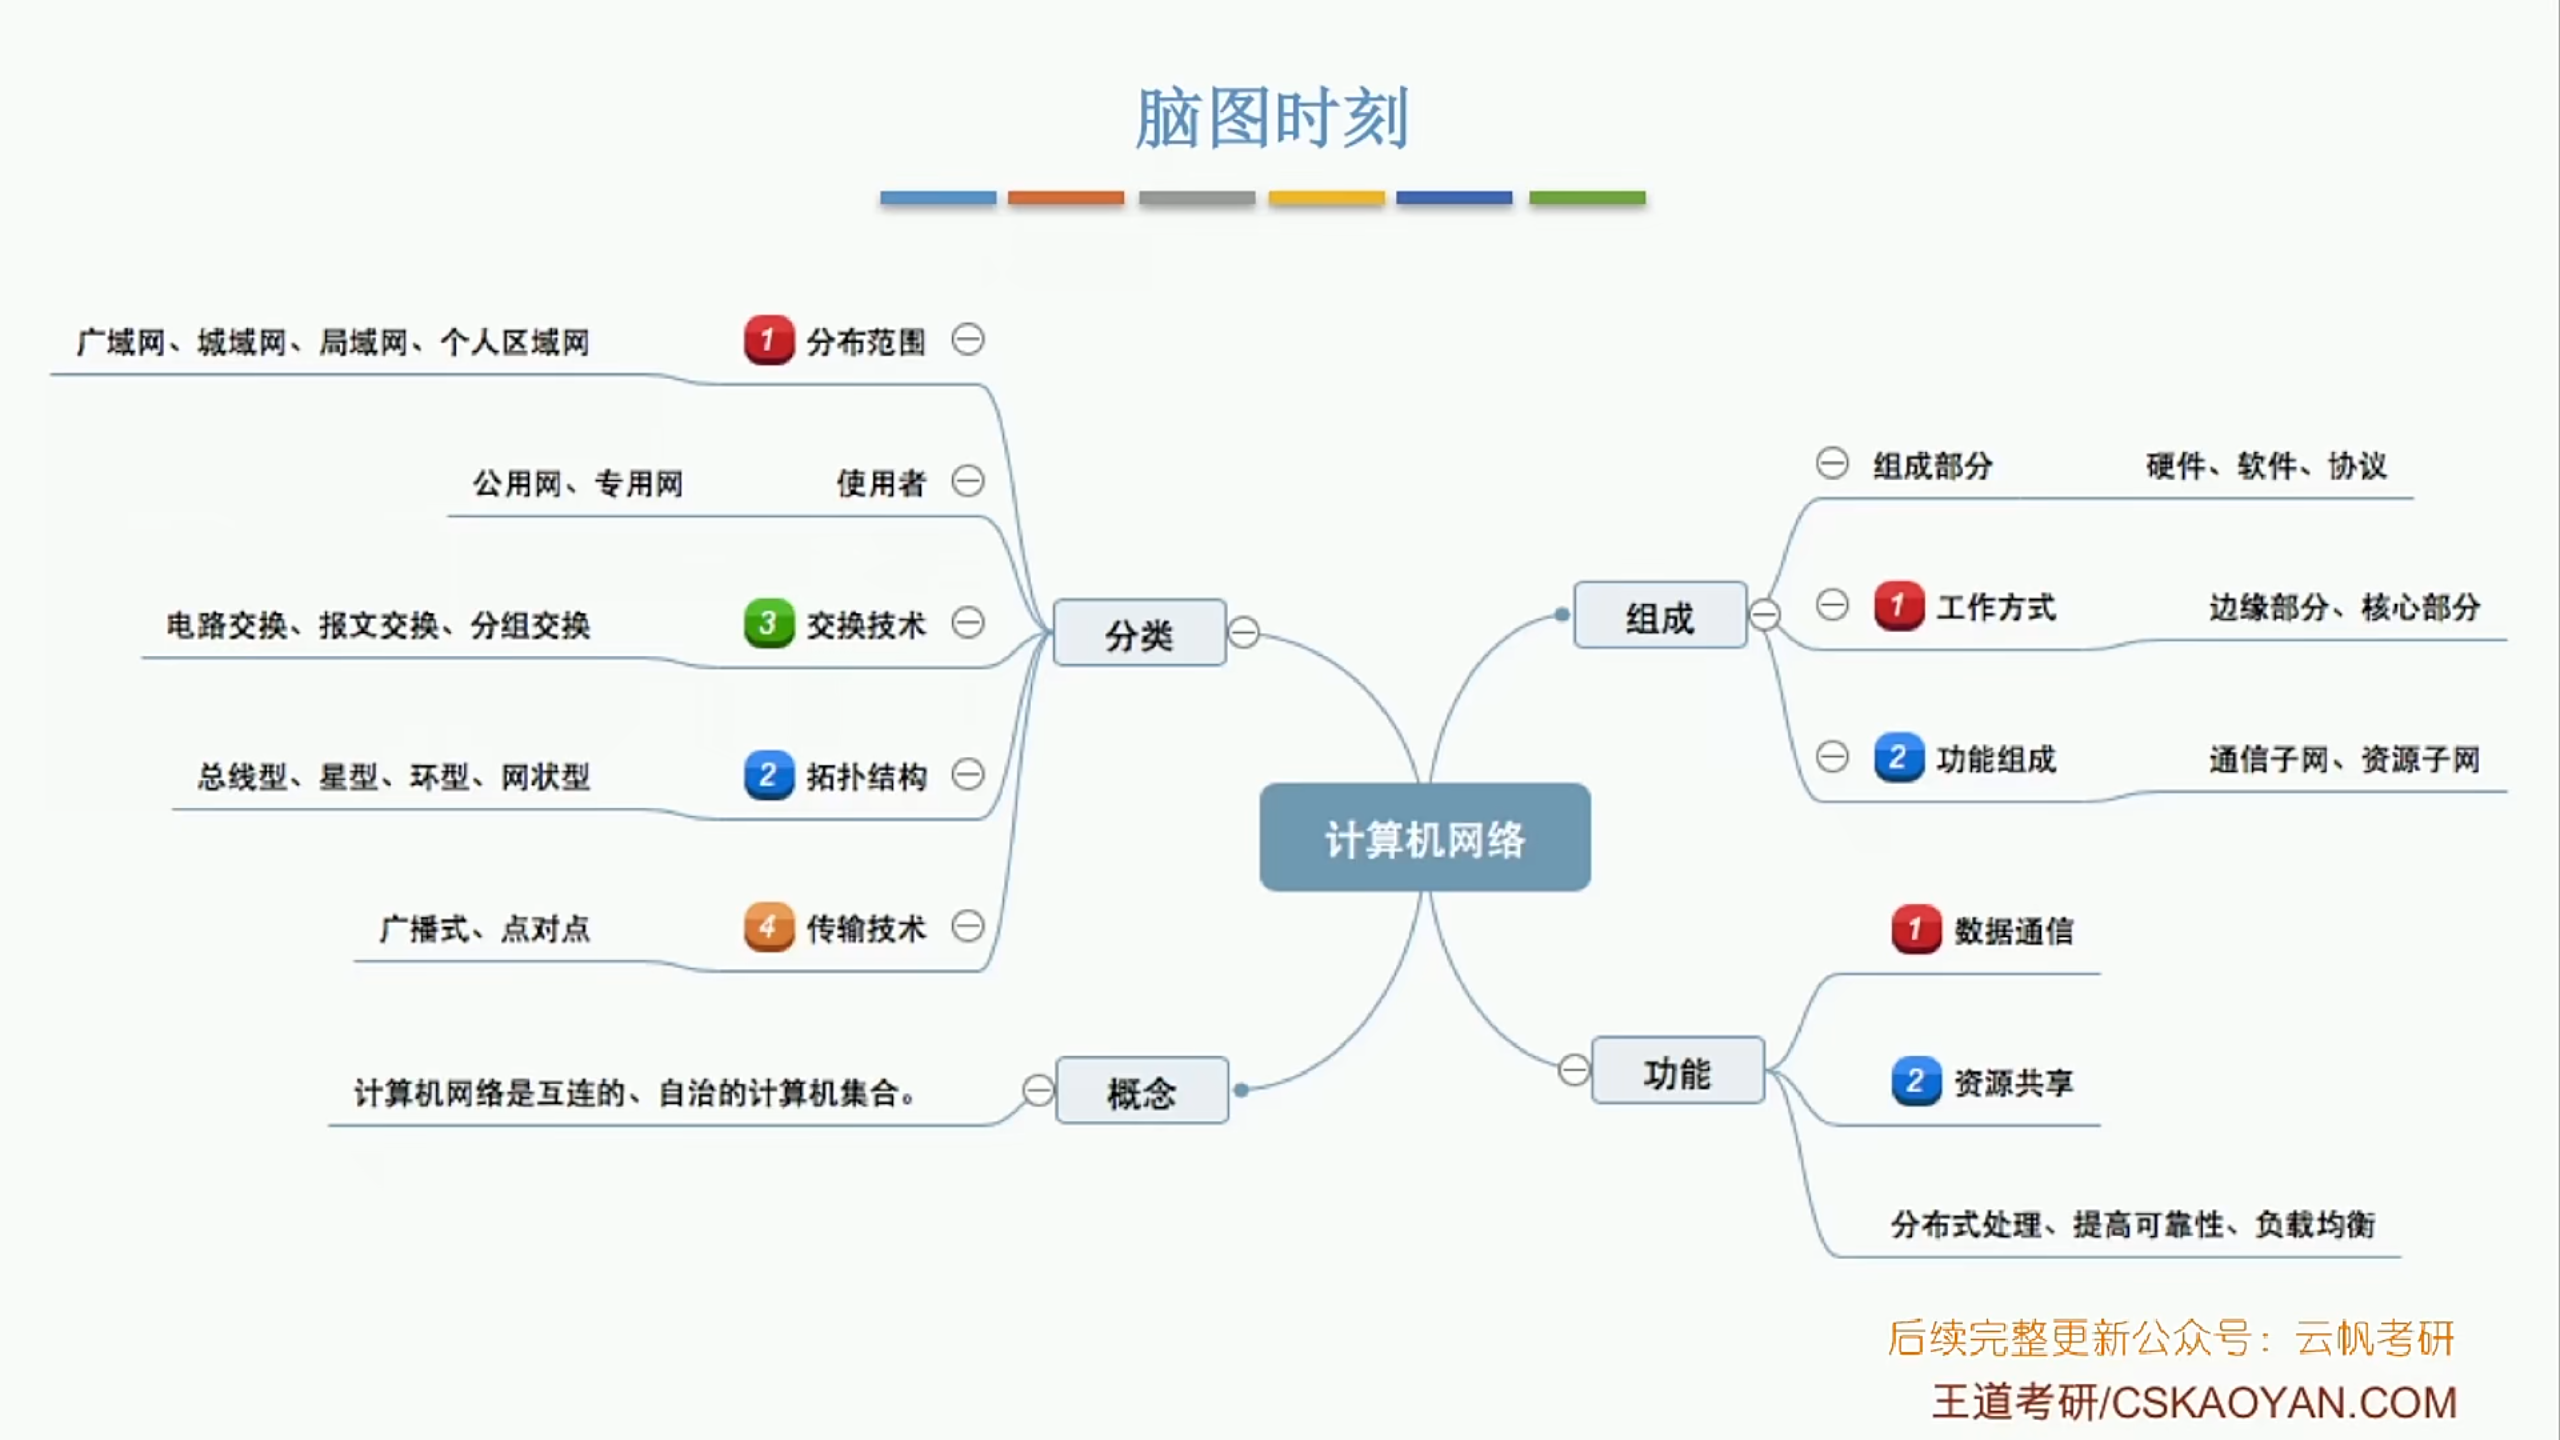 脑图时刻
广域网、城域网、局域网、个人区域网
1 分布范围
公用网、专用网
使用者
电路交换、报文交换、分组交换
3 交换技术
总线型、星型、环型、网状型
2 拓扑结构
广播式、点对点
4 传输技术
分类
计算机网络是互连的、自治的计算机集合。
概念
计算机网络
组成
组成部分
硬件、软件、协议
1 工作方式
边缘部分、核心部分
2 功能组成
通信子网、资源子网
功能
1 数据通信
2 资源共享
分布式处理、提高可靠性、负载均衡
后续完整更新公众号：云帆考研
王道考研/CSKAOYAN.COM